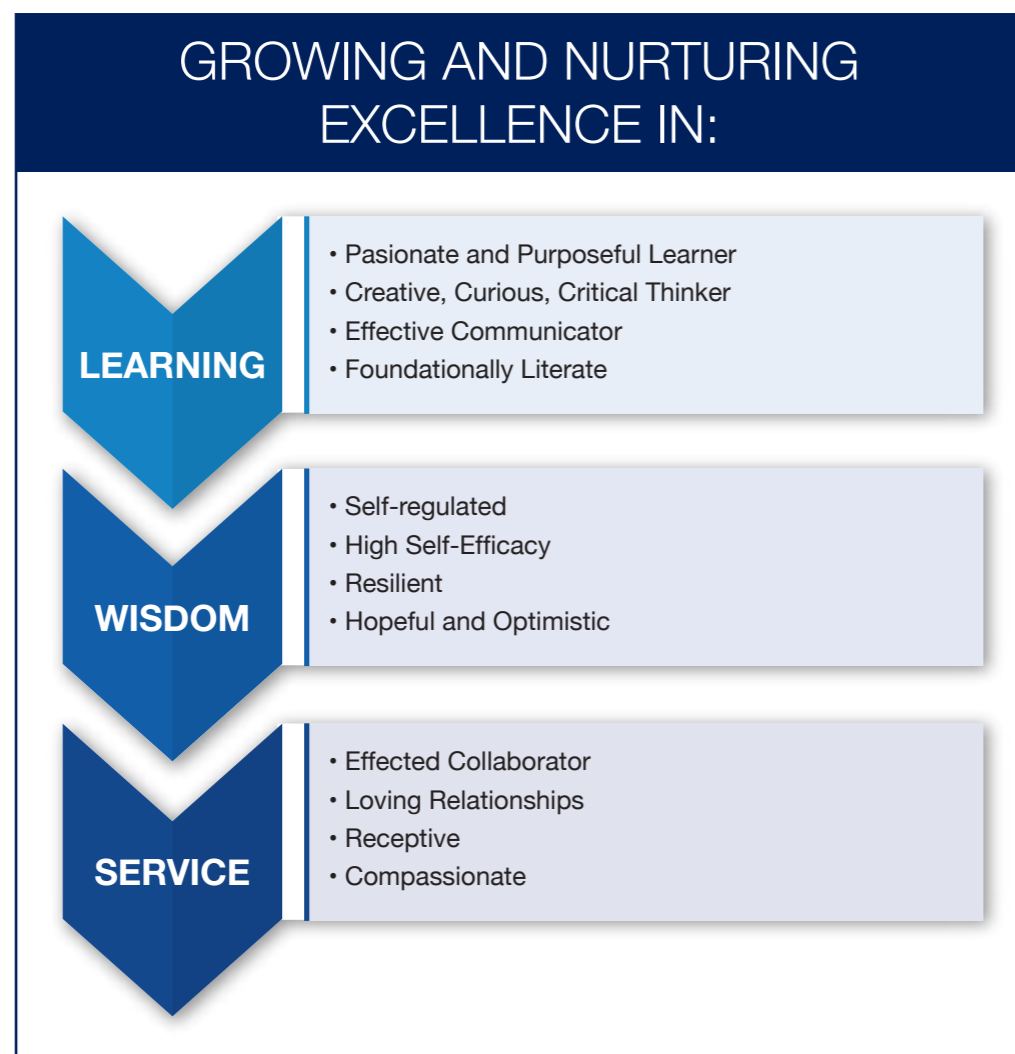 GROWING AND NURTURING
EXCELLENCE IN:
LEARNING
• Pasionate and Purposeful Learner
• Creative, Curious, Critical Thinker
• Effective Communicator
• Foundationally Literate
WISDOM
• Self-regulated
• High Self-Efficacy
• Resilient
• Hopeful and Optimistic
SERVICE
• Effected Collaborator
• Loving Relationships
• Receptive
• Compassionate